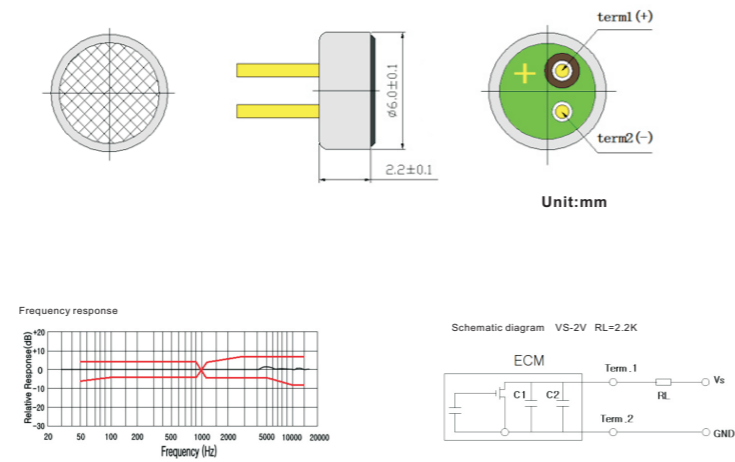 term1(+)
+
ø6.0±0.1
term2(-)
2.2±0.1
Unit:mm
Frequency response
Relative Response(dB)
+20
+10
0
-10
-20
-30
20 50 100 200 500 1000 2000 5000 10000 20000
Frequency (Hz)
Schematic diagram VS-2V RL=2.2K
ECM
Term.1
Vs
C1 C2
RL
Term.2
GND